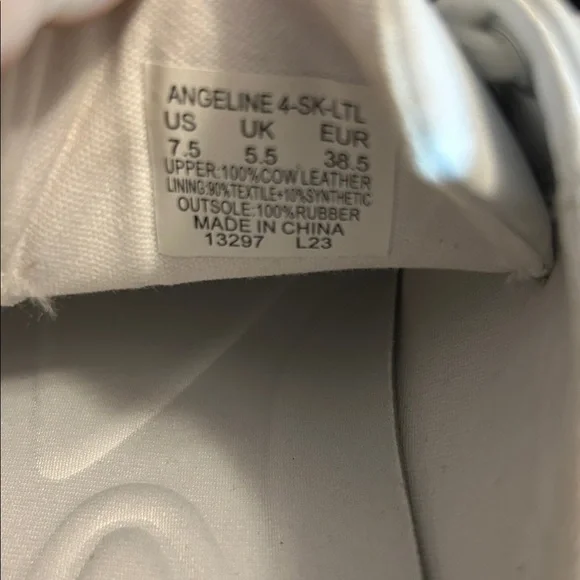 ANGELINE 4-SK-LTL
US UK EUR
7.5 5.5 38.5
UPPER:100%COW LEATHER
LINING:90%TEXTILE+10%SYNTHETIC
OUTSOLE:100%RUBBER
MADE IN CHINA
13297 L23